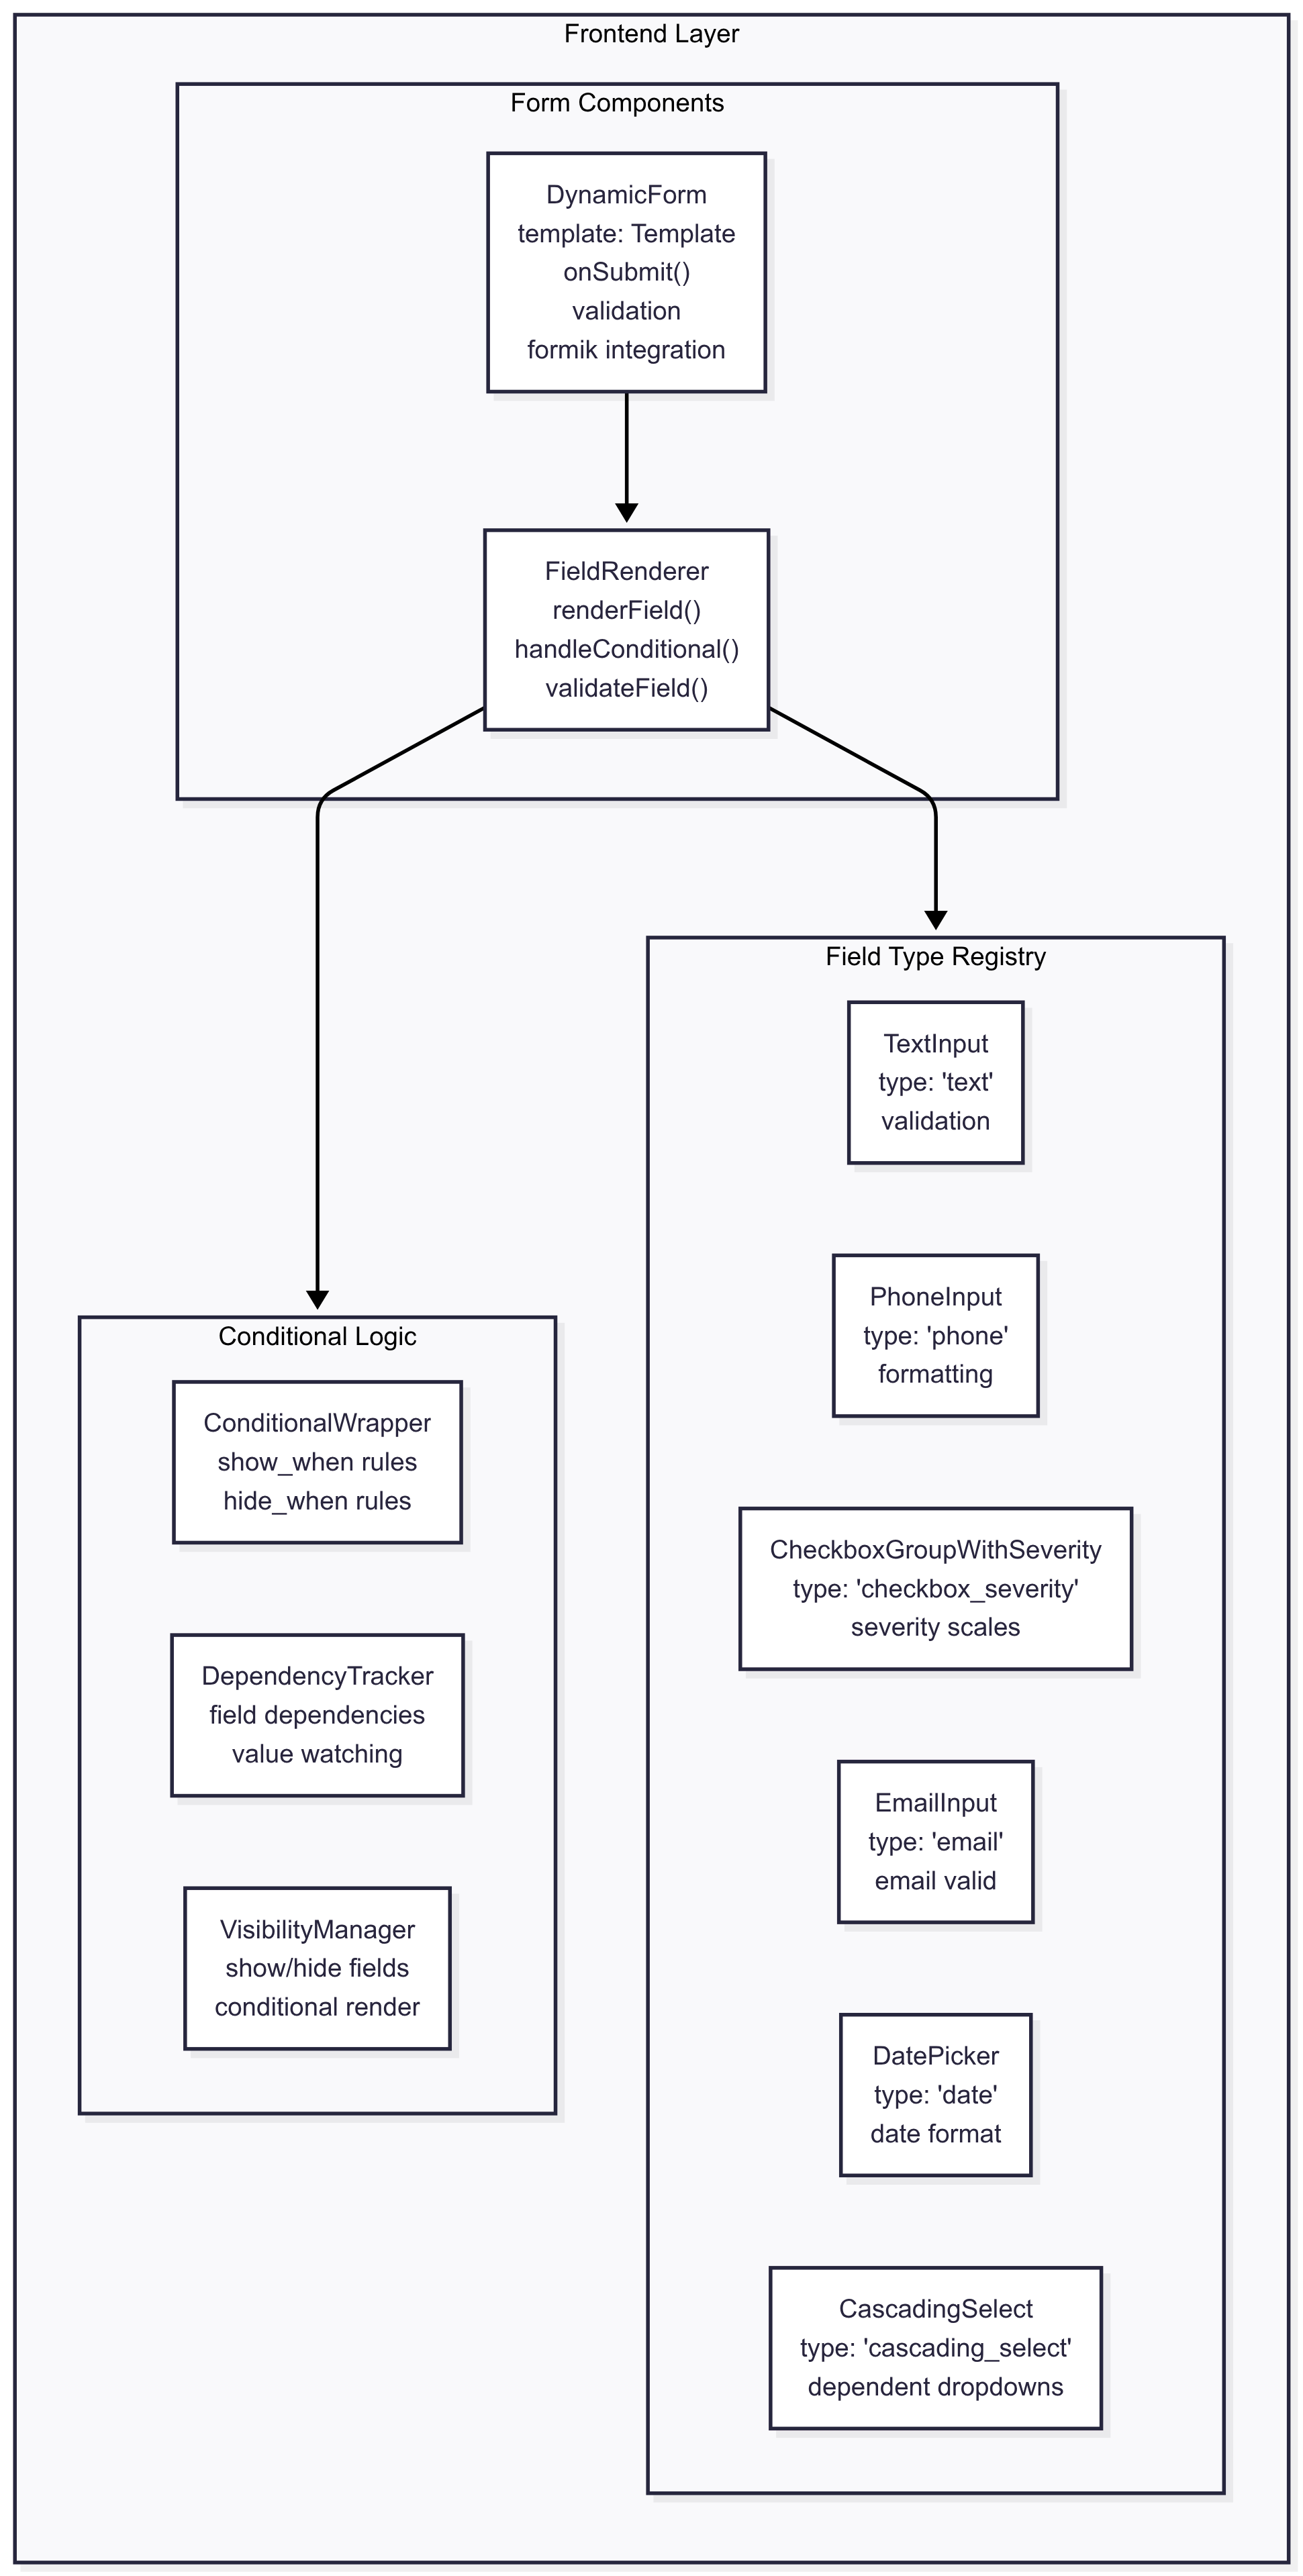 Frontend Layer
Form Components
DynamicForm
template: Template
onSubmit()
validation
formik integration
FieldRenderer
renderField()
handleConditional()
validateField()
Field Type Registry
TextInput
type: 'text'
validation
PhoneInput
type: 'phone'
formatting
CheckboxGroupWithSeverity
type: 'checkbox_severity'
severity scales
EmailInput
type: 'email'
email valid
DatePicker
type: 'date'
date format
CascadingSelect
type: 'cascading_select'
dependent dropdowns
Conditional Logic
ConditionalWrapper
show_when rules
hide_when rules
DependencyTracker
field dependencies
value watching
VisibilityManager
show/hide fields
conditional render